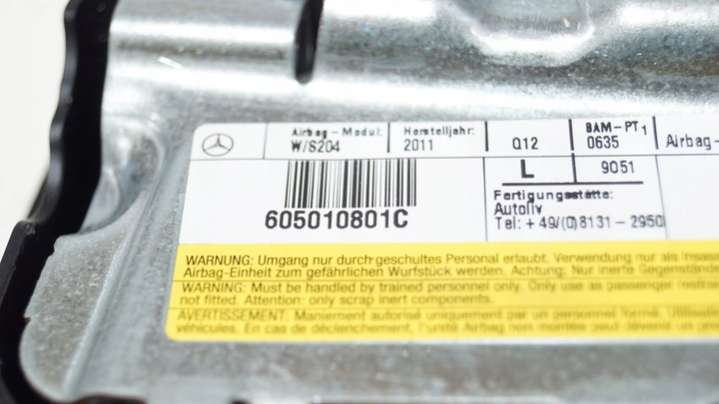 Airbag-Modul: Herstelljahr: Q12 BAM-PT1 Airbag-
W/S204 2011 0635
L 9051
605010801C
Fertigungsstätte:
Autoliv
Tel: +49/(0)8131-2950
WARNUNG: Umgang nur durch geschultes Personal erlaubt. Verwendung nur als Insass
Airbag-Einheit zum gefährlichen Wurfstück werden. Achtung: Nur inerte Gegenstände
WARNING: Must be handled by trained personnel only. Only use as passenger restrai
not fitted. Attention: only scrap inert components.
AVERTISSEMENT: Maniement autorisé uniquement par un personnel formé. Utili
véhicules. En cas de déclenchement, l'unité Airbag non montée peut devenir un pro